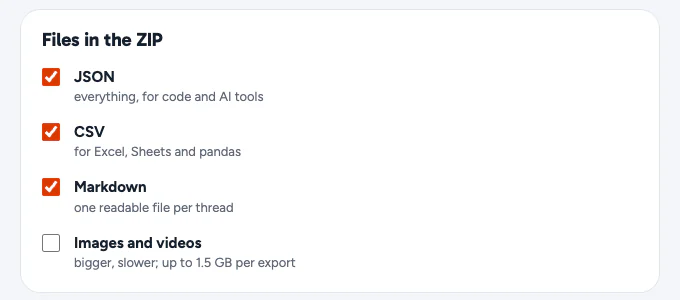 Files in the ZIP
JSON
everything, for code and AI tools
CSV
for Excel, Sheets and pandas
Markdown
one readable file per thread
Images and videos
bigger, slower; up to 1.5 GB per export